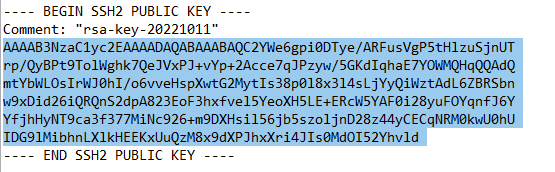 ---- BEGIN SSH2 PUBLIC KEY ----
Comment: "rsa-key-20221011"
AAAAB3NzaC1yc2EAAAADAQABAAABAQC2YWe6gpi0DTye/ARFusVgP5tHlzuSjnUT
rp/QyBPt9TolWghk7QeJVxPJ+vYp+2Acce7qJPzyw/5GKdIqhaE7YOWMQHqQQAdQ
mtYbWLOsIrWJ0hI/o6vveHspXwtG2MytIs38p0l8x3l4sLjYyQiWztAdL6ZBRSbn
w9xDid26iQRQnS2dpA823EoF3hxfvel5YeoXH5LE+ERcW5YAF0i28yuFOYqnfJ6Y
YfjhHyNT9ca3f377MiNc926+m9DXHsil56jb5szoljnD28z44yCECqNRM0kwU0hU
IDG9lMibhnLXlkHEEKxUuQzM8x9dXPJhxXri4JIs0MdOI52Yhvld
---- END SSH2 PUBLIC KEY ----